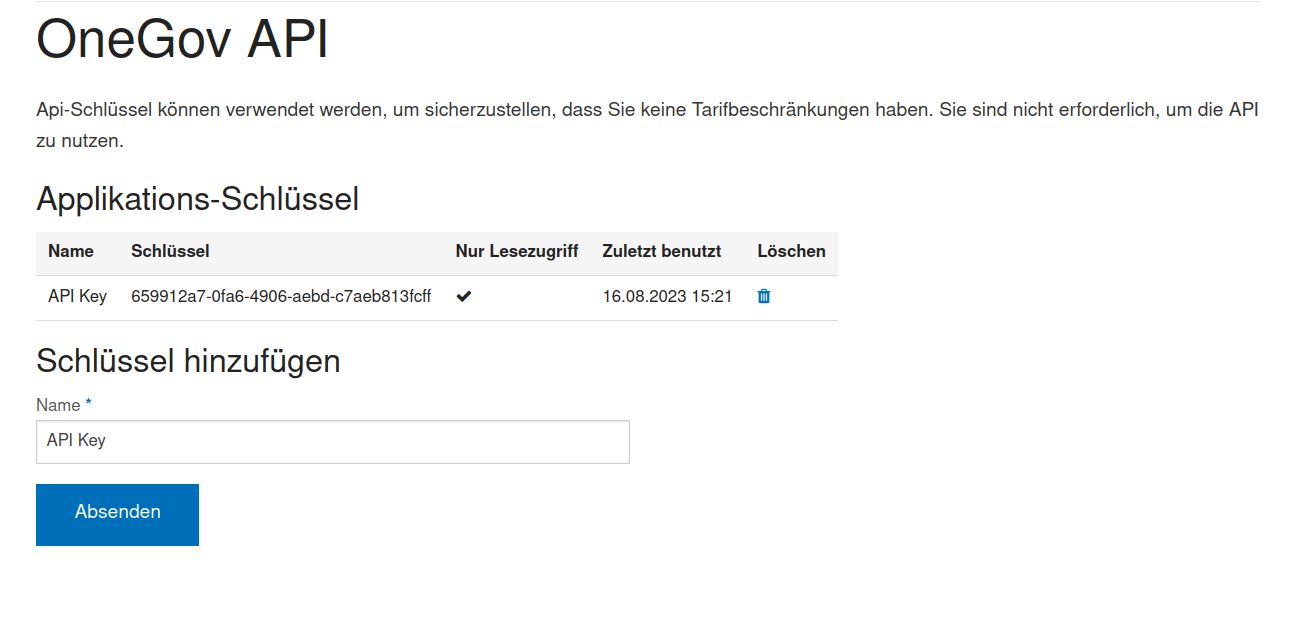 OneGov API
Api-Schlüssel können verwendet werden, um sicherzustellen, dass Sie keine Tarifbeschränkungen haben. Sie sind nicht erforderlich, um die API
zu nutzen.
Applikations-Schlüssel
Name Schlüssel Nur Lesezugriff Zuletzt benutzt Löschen
API Key 659912a7-0fa6-4906-aebd-c7aeb813fcff ✔ 16.08.2023 15:21
Schlüssel hinzufügen
Name *
API Key
Absenden